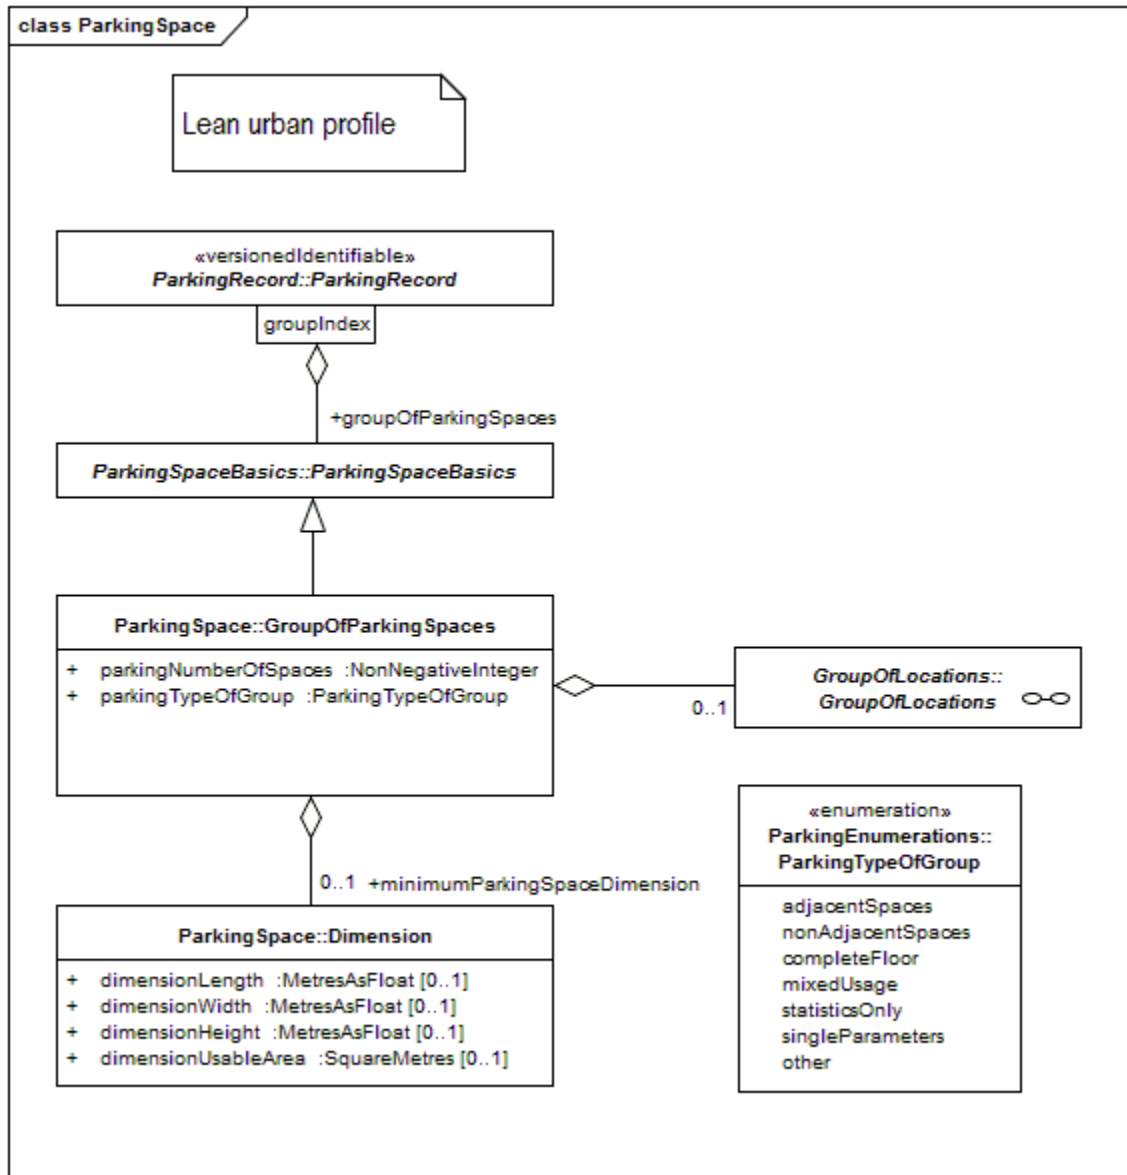 class ParkingSpace
Lean urban profile
«versionedIdentifiable»
ParkingRecord::ParkingRecord
groupIndex
+groupOfParkingSpaces
ParkingSpaceBasics::ParkingSpaceBasics
ParkingSpace::GroupOfParkingSpaces
+ parkingNumberOfSpaces :NonNegativeInteger
+ parkingTypeOfGroup :ParkingTypeOfGroup
GroupOfLocations::
GroupOfLocations
0..1
0..1 +minimumParkingSpaceDimension
ParkingSpace::Dimension
+ dimensionLength :MetresAsFloat [0..1]
+ dimensionWidth :MetresAsFloat [0..1]
+ dimensionHeight :MetresAsFloat [0..1]
+ dimensionUsableArea :SquareMetres [0..1]
«enumeration»
ParkingEnumerations::
ParkingTypeOfGroup
adjacentSpaces
nonAdjacentSpaces
completeFloor
mixedUsage
statisticsOnly
singleParameters
other